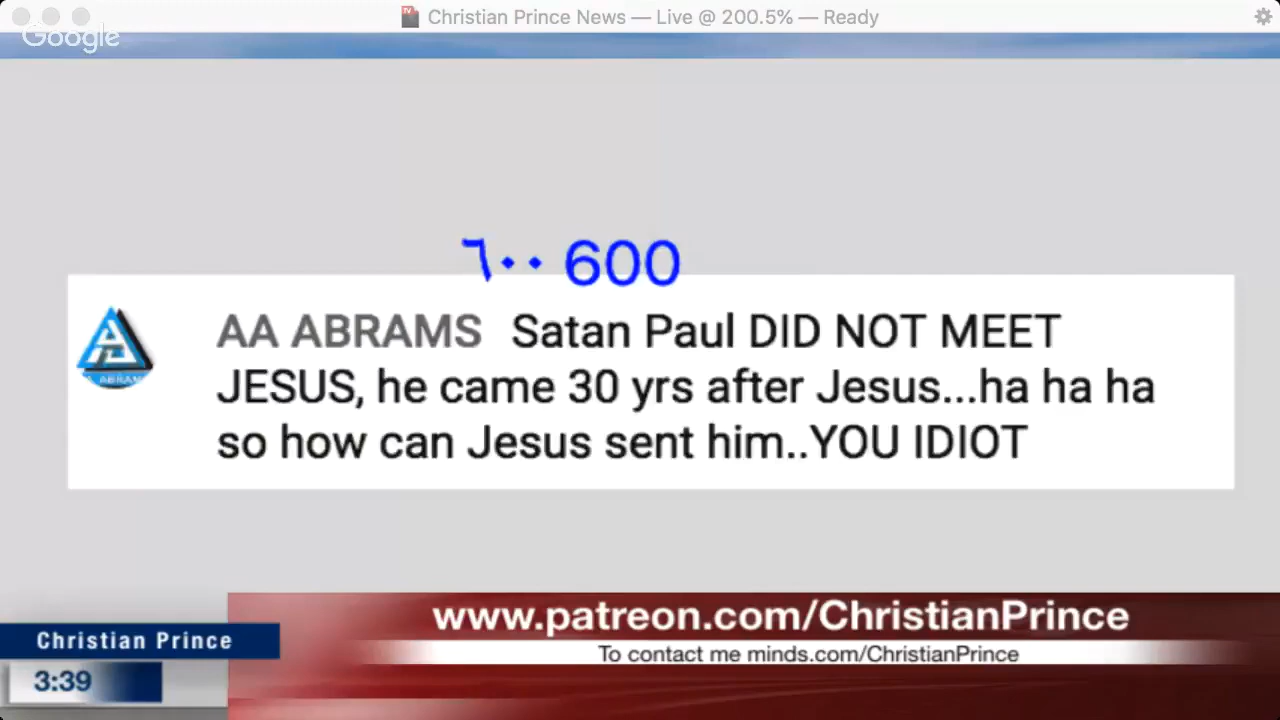 Christian Prince News — Live @ 200.5% — Ready
Google
٦٠٠ 600
AA ABRAMS Satan Paul DID NOT MEET
JESUS, he came 30 yrs after Jesus...ha ha ha
so how can Jesus sent him..YOU IDIOT
www.patreon.com/ChristianPrince
Christian Prince
To contact me minds.com/ChristianPrince
3:39